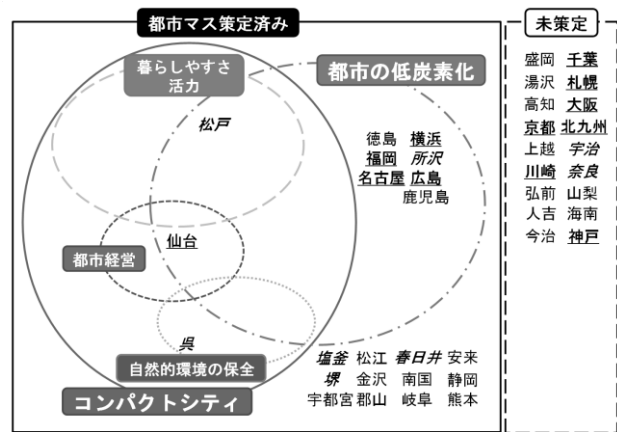 都市マス策定済み
暮らしやすさ
活力
都市の低炭素化
松戸
徳島 横浜
福岡 所沢
名古屋 広島
鹿児島
仙台
都市経営
呉
自然的環境の保全
コンパクトシティ
塩釜 松江 春日井 安来
堺 金沢 南国 静岡
宇都宮 郡山 岐阜 熊本
未策定
盛岡 千葉
湯沢 札幌
高知 大阪
京都 北九州
上越 宇治
川崎 奈良
弘前 山梨
人吉 海南
今治 神戸